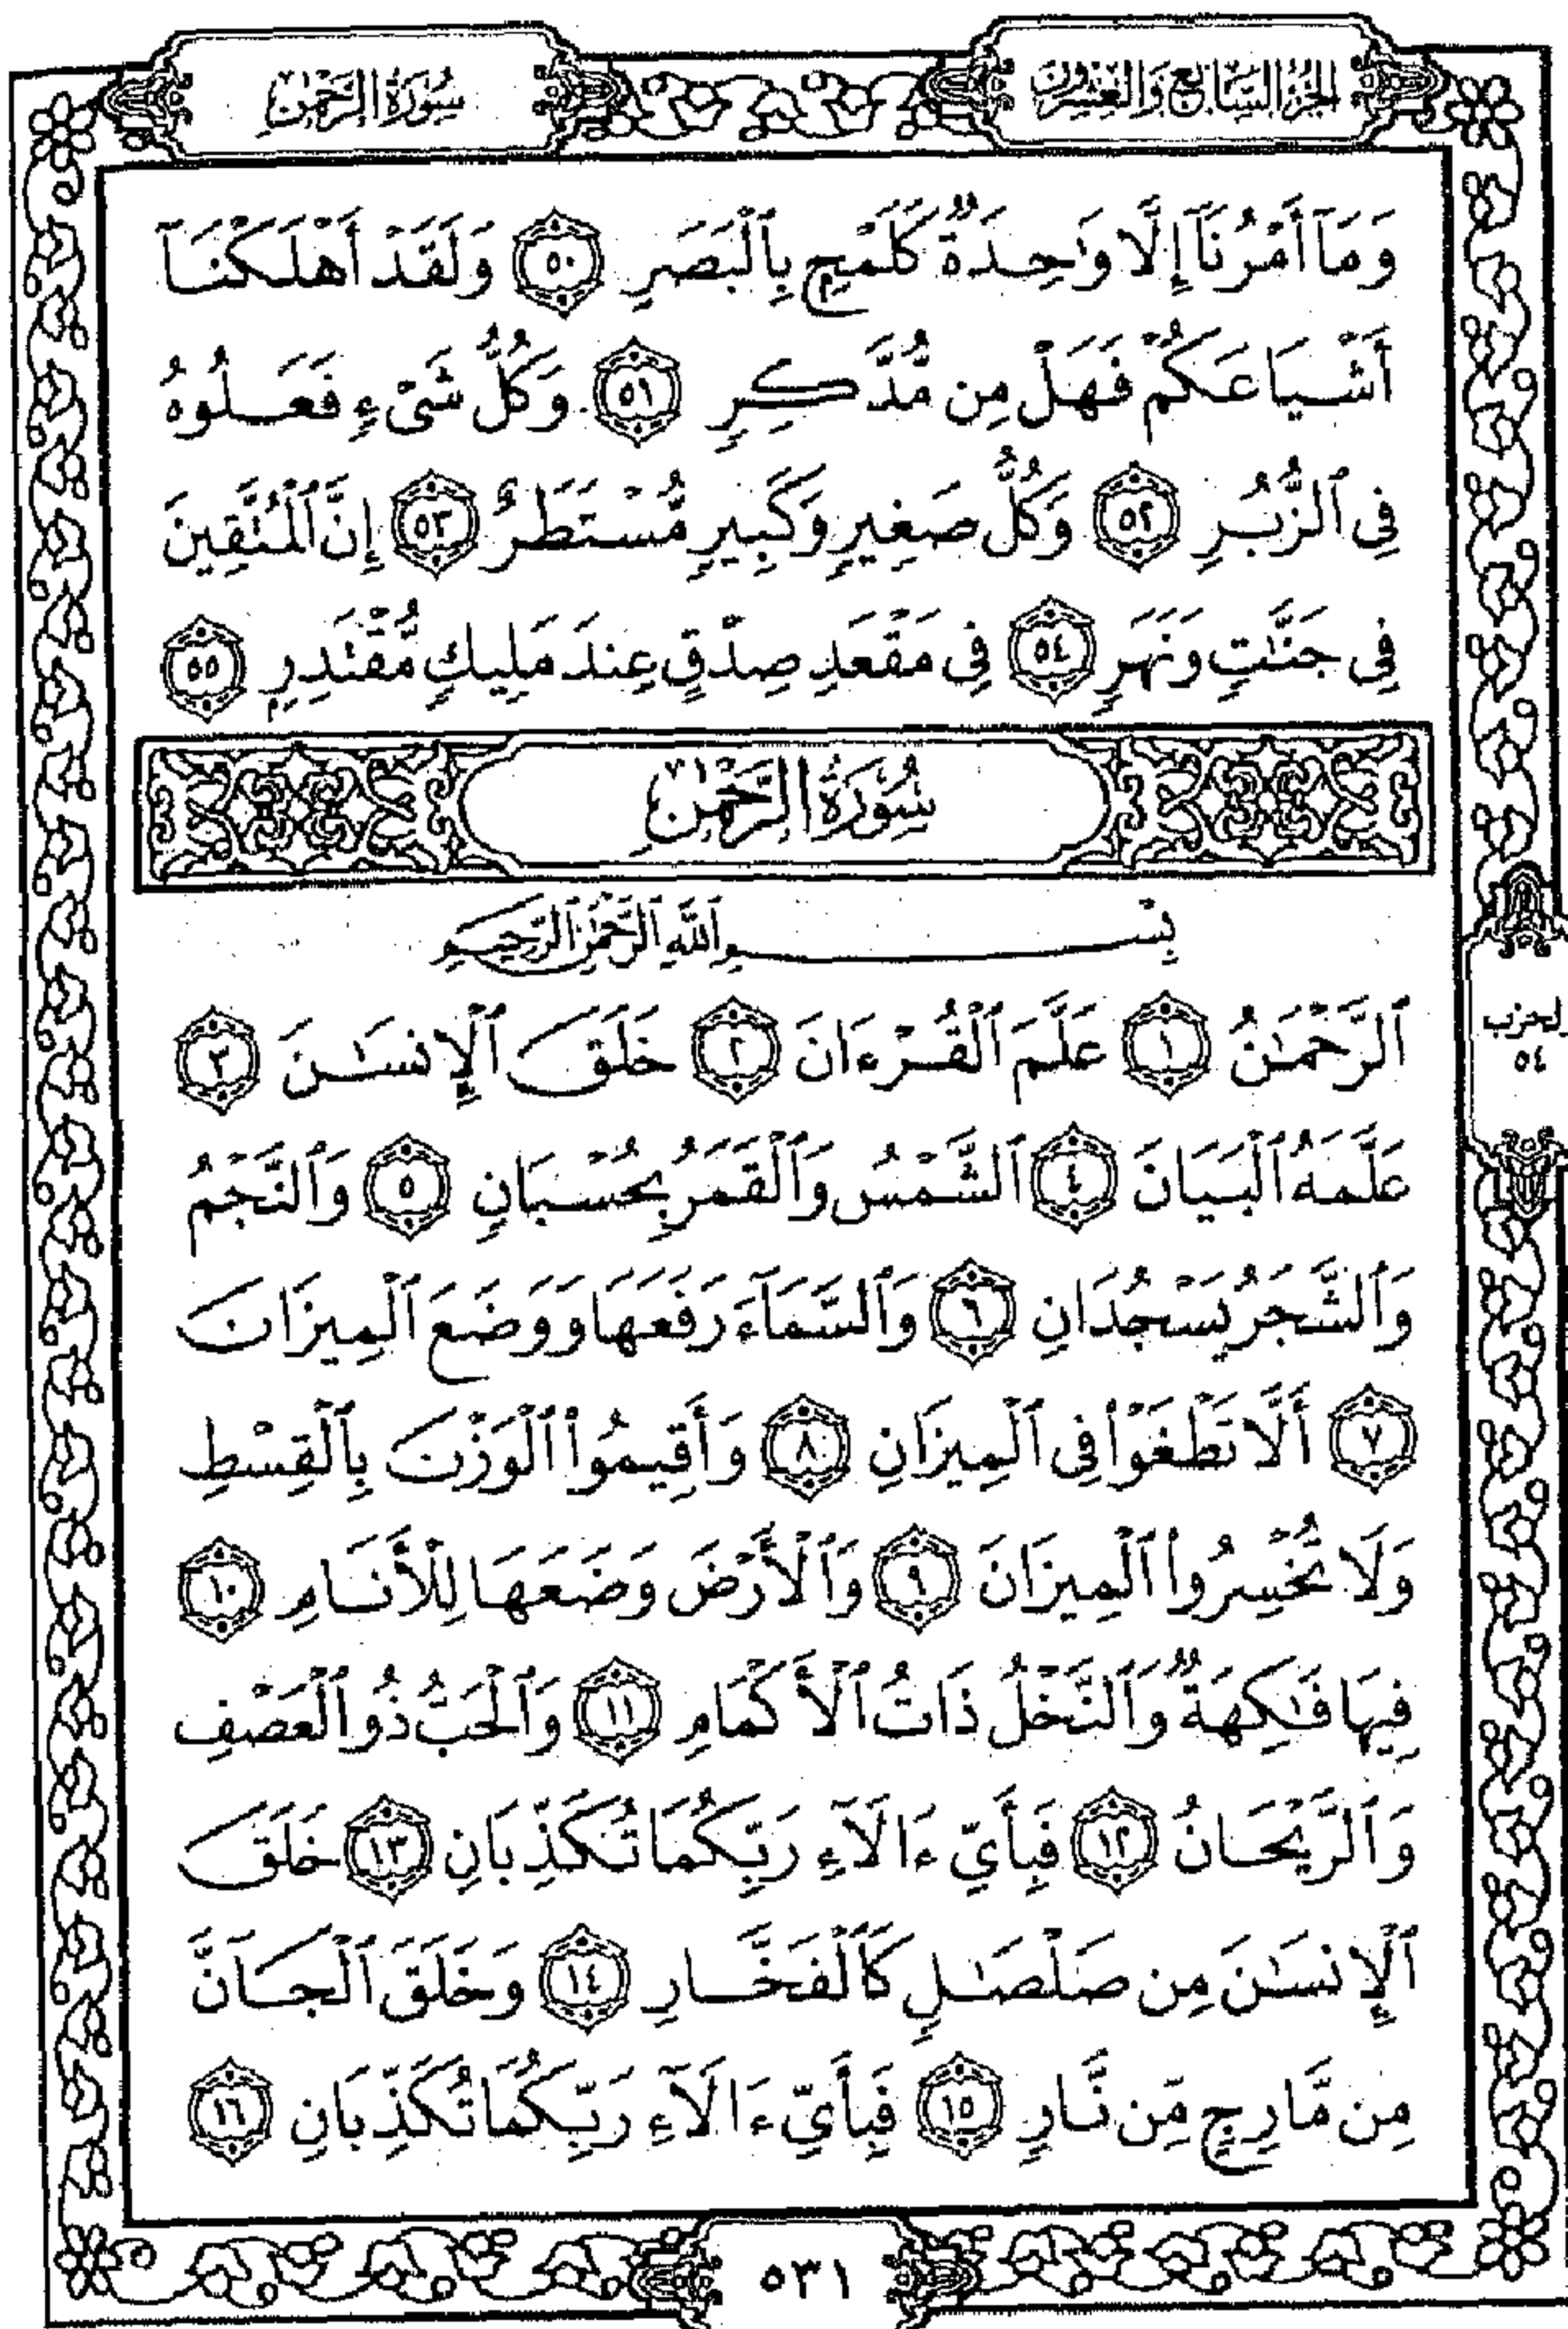 الجزء السابع والعشرون
سورة الرحمن
وَمَآ أَمْرُنَآ إِلَّا وَٰحِدَةٌ كَلَمْحٍۭ بِٱلْبَصَرِ ٥٠ وَلَقَدْ أَهْلَكْنَآ
أَشْيَاعَكُمْ فَهَلْ مِن مُّدَّكِرٍ ٥١ وَكُلُّ شَىْءٍ فَعَلُوهُ
فِى ٱلزُّبُرِ ٥٢ وَكُلُّ صَغِيرٍ وَكَبِيرٍ مُّسْتَطَرٌ ٥٣ إِنَّ ٱلْمُتَّقِينَ
فِى جَنَّٰتٍ وَنَهَرٍ ٥٤ فِى مَقْعَدِ صِدْقٍ عِندَ مَلِيكٍ مُّقْتَدِرٍۭ ٥٥
سُورَةُ الرَّحْمٰن
بِسْمِ ٱللَّهِ ٱلرَّحْمَٰنِ ٱلرَّحِيمِ
ٱلرَّحْمَٰنُ ١ عَلَّمَ ٱلْقُرْءَانَ ٢ خَلَقَ ٱلْإِنسَٰنَ ٣
عَلَّمَهُ ٱلْبَيَانَ ٤ ٱلشَّمْسُ وَٱلْقَمَرُ بِحُسْبَانٍ ٥ وَٱلنَّجْمُ
وَٱلشَّجَرُ يَسْجُدَانِ ٦ وَٱلسَّمَآءَ رَفَعَهَا وَوَضَعَ ٱلْمِيزَانَ
٧ أَلَّا تَطْغَوْا۟ فِى ٱلْمِيزَانِ ٨ وَأَقِيمُوا۟ ٱلْوَزْنَ بِٱلْقِسْطِ
وَلَا تُخْسِرُوا۟ ٱلْمِيزَانَ ٩ وَٱلْأَرْضَ وَضَعَهَا لِلْأَنَامِ ١٠
فِيهَا فَٰكِهَةٌ وَٱلنَّخْلُ ذَاتُ ٱلْأَكْمَامِ ١١ وَٱلْحَبُّ ذُو ٱلْعَصْفِ
وَٱلرَّيْحَانُ ١٢ فَبِأَىِّ ءَالَآءِ رَبِّكُمَا تُكَذِّبَانِ ١٣ خَلَقَ
ٱلْإِنسَٰنَ مِن صَلْصَٰلٍ كَٱلْفَخَّارِ ١٤ وَخَلَقَ ٱلْجَآنَّ
مِن مَّارِجٍ مِّن نَّارٍ ١٥ فَبِأَىِّ ءَالَآءِ رَبِّكُمَا تُكَذِّبَانِ ١٦
الحزب
٥٤
٥٣١